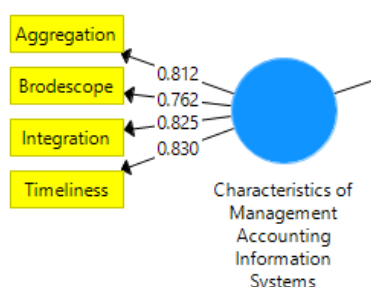 Aggregation
0.812
Brodescope
0.762
Integration
0.825
0.830
Timeliness
Characteristics of
Management
Accounting
Information
Systems